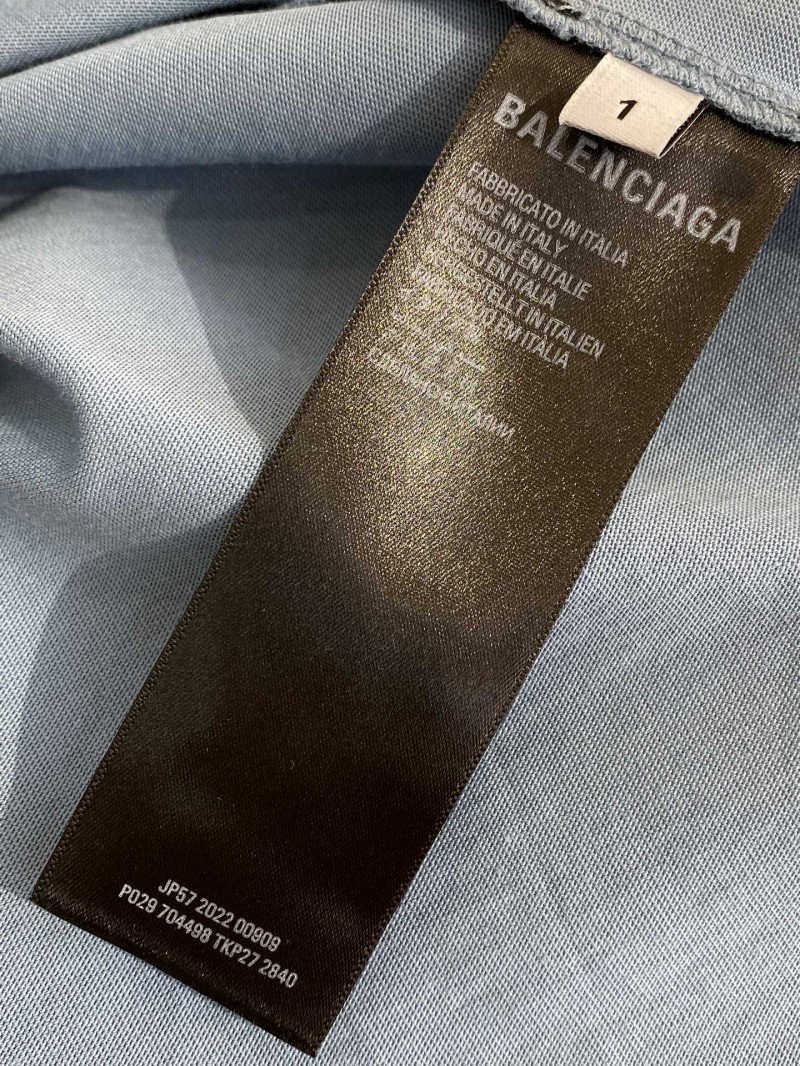 1
BALENCIAGA
FABBRICATO IN ITALIA
MADE IN ITALY
FABRIQUÉ EN ITALIE
HECHO EN ITALIA
HERGESTELLT IN ITALIEN
FABRICADO EM ITÁLIA
JP57 2022 00909
P029 704498 TKP27 2840